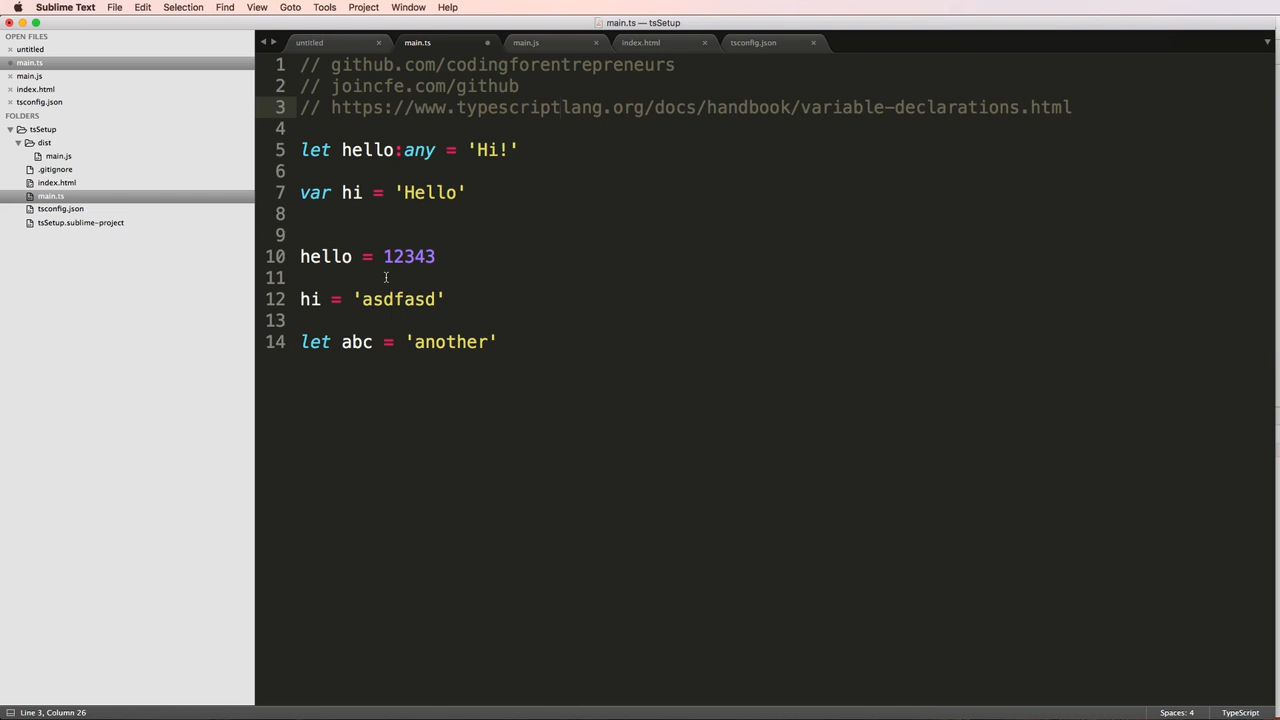 Sublime Text File Edit Selection Find View Goto Tools Project Window Help
main.ts — tsSetup
OPEN FILES
untitled
main.ts
main.js
index.html
tsconfig.json
FOLDERS
tsSetup
dist
main.js
.gitignore
index.html
main.ts
tsconfig.json
tsSetup.sublime-project
untitled main.ts main.js index.html tsconfig.json
1 // github.com/codingforentrepreneurs
2 // joincfe.com/github
3 // https://www.typescriptlang.org/docs/handbook/variable-declarations.html
4
5 let hello:any = 'Hi!'
6
7 var hi = 'Hello'
8
9
10 hello = 12343
11
12 hi = 'asdfasd'
13
14 let abc = 'another'
Line 3, Column 26 Spaces: 4 TypeScript